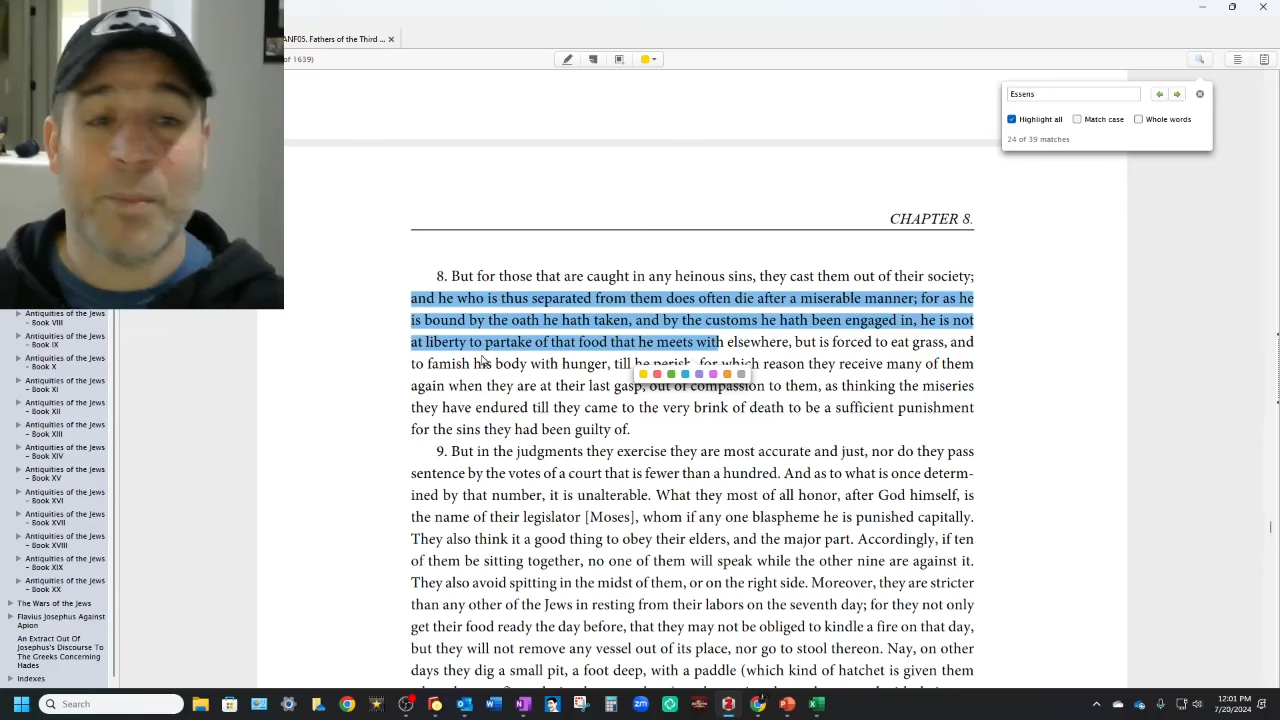 ANF05. Fathers of the Third ...
of 1639)
Essens
Highlight all
Match case
Whole words
24 of 39 matches
CHAPTER 8.
8. But for those that are caught in any heinous sins, they cast them out of their society;
and he who is thus separated from them does often die after a miserable manner; for as he
is bound by the oath he hath taken, and by the customs he hath been engaged in, he is not
at liberty to partake of that food that he meets with elsewhere, but is forced to eat grass, and
to famish his body with hunger, till he perish, for which reason they receive many of them
again when they are at their last gasp, out of compassion to them, as thinking the miseries
they have endured till they came to the very brink of death to be a sufficient punishment
for the sins they had been guilty of.
9. But in the judgments they exercise they are most accurate and just, nor do they pass
sentence by the votes of a court that is fewer than a hundred. And as to what is once determ-
ined by that number, it is unalterable. What they most of all honor, after God himself, is
the name of their legislator [Moses], whom if any one blaspheme he is punished capitally.
They also think it a good thing to obey their elders, and the major part. Accordingly, if ten
of them be sitting together, no one of them will speak while the other nine are against it.
They also avoid spitting in the midst of them, or on the right side. Moreover, they are stricter
than any other of the Jews in resting from their labors on the seventh day; for they not only
get their food ready the day before, that they may not be obliged to kindle a fire on that day,
but they will not remove any vessel out of its place, nor go to stool thereon. Nay, on other
days they dig a small pit, a foot deep, with a paddle (which kind of hatchet is given them
Antiquities of the Jews
– Book VIII
Antiquities of the Jews
– Book IX
Antiquities of the Jews
– Book X
Antiquities of the Jews
– Book XI
Antiquities of the Jews
– Book XII
Antiquities of the Jews
– Book XIII
Antiquities of the Jews
– Book XIV
Antiquities of the Jews
– Book XV
Antiquities of the Jews
– Book XVI
Antiquities of the Jews
– Book XVII
Antiquities of the Jews
– Book XVIII
Antiquities of the Jews
– Book XIX
Antiquities of the Jews
– Book XX
The Wars of the Jews
Flavius Josephus Against
Apion
An Extract Out Of
Josephus's Discourse To
The Greeks Concerning
Hades
Indexes
Search
12:01 PM
7/20/2024